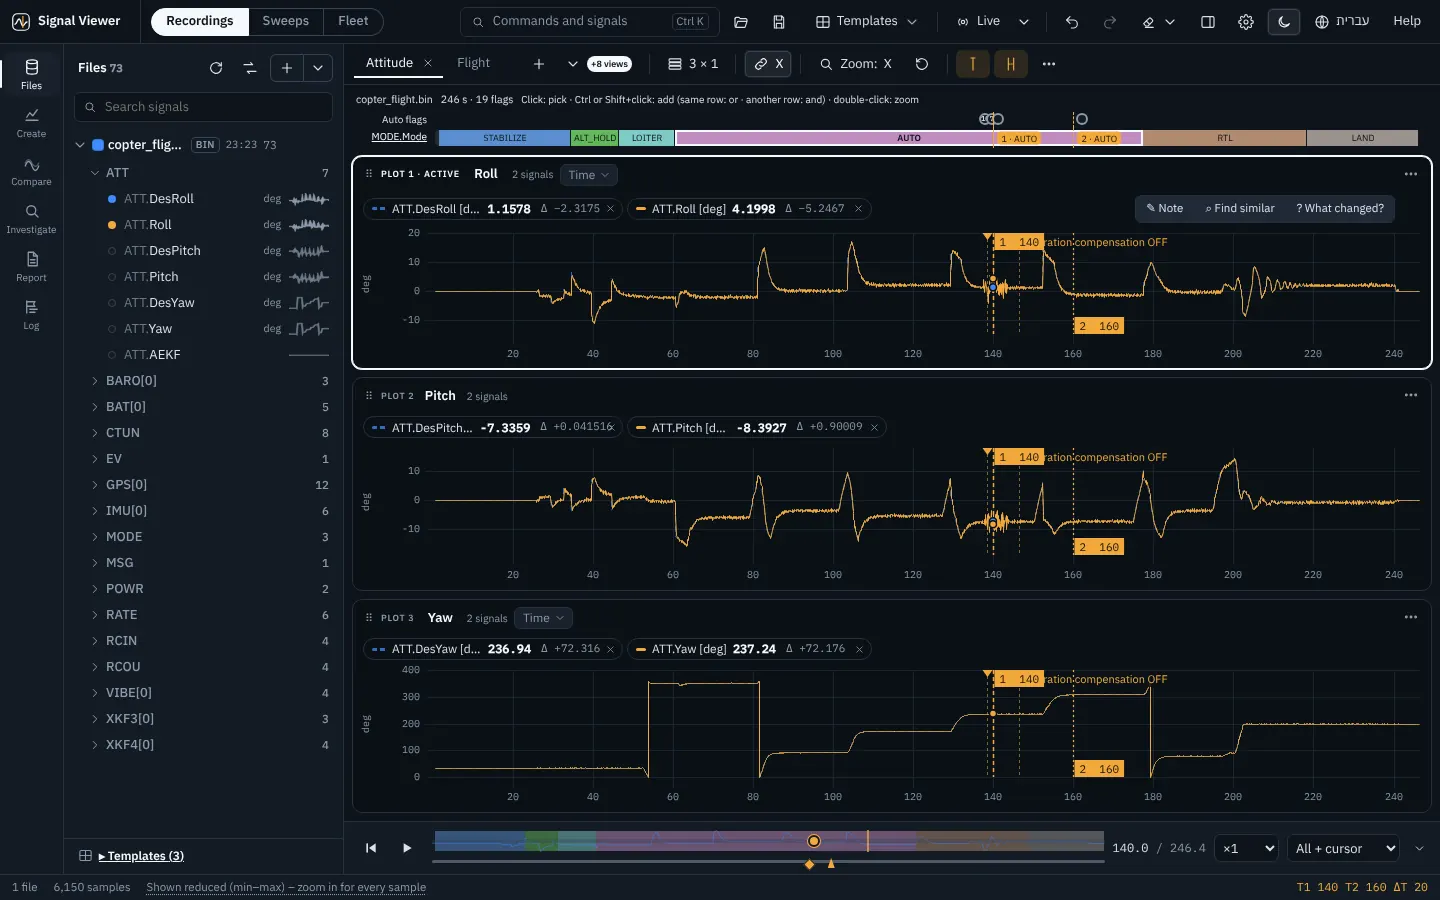 Signal Viewer Recordings Sweeps Fleet Commands and signals Ctrl K Templates Live עברית Help
Files 73
Attitude × Flight + +8 views 3 × 1 X Zoom: X
Files
Create
Compare
Investigate
Report
Log
Search signals
copter_flig... BIN 23:23 73
ATT 7
ATT.DesRoll deg
ATT.Roll deg
ATT.DesPitch deg
ATT.Pitch deg
ATT.DesYaw deg
ATT.Yaw deg
ATT.AEKF
BARO[0] 3
BAT[0] 5
CTUN 8
EV 1
GPS[0] 12
IMU[0] 6
MODE 3
MSG 1
POWR 2
RATE 6
RCIN 4
RCOU 4
VIBE[0] 4
XKF3[0] 3
XKF4[0] 4
▸ Templates (3)
copter_flight.bin 246 s · 19 flags Click: pick · Ctrl or Shift+click: add (same row: or · another row: and) · double-click: zoom
Auto flags
MODE.Mode STABILIZE ALT_HOLD LOITER AUTO 1 · AUTO 2 · AUTO RTL LAND
PLOT 1 · ACTIVE Roll 2 signals Time
ATT.DesRoll [d... 1.1578 Δ −2.3175 × ATT.Roll [deg] 4.1998 Δ −5.2467 ×
✎ Note ⌕ Find similar ? What changed?
20
10
0
-10
deg
1 140 ration compensation OFF
2 160
20 40 60 80 100 120 140 160 180 200 220 240
PLOT 2 Pitch 2 signals
ATT.DesPitch... -7.3359 Δ +0.041516 × ATT.Pitch [d... -8.3927 Δ +0.90009 ×
10
0
-10
deg
1 140 ration compensation OFF
2 160
20 40 60 80 100 120 140 160 180 200 220 240
PLOT 3 Yaw 2 signals Time
ATT.DesYaw [d... 236.94 Δ +72.316 × ATT.Yaw [deg] 237.24 Δ +72.176 ×
400
300
200
100
0
deg
1 140 ration compensation OFF
2 160
20 40 60 80 100 120 140 160 180 200 220 240
140.0 / 246.4 ×1 All + cursor
1 file 6,150 samples Shown reduced (min–max) – zoom in for every sample T1 140 T2 160 ΔT 20